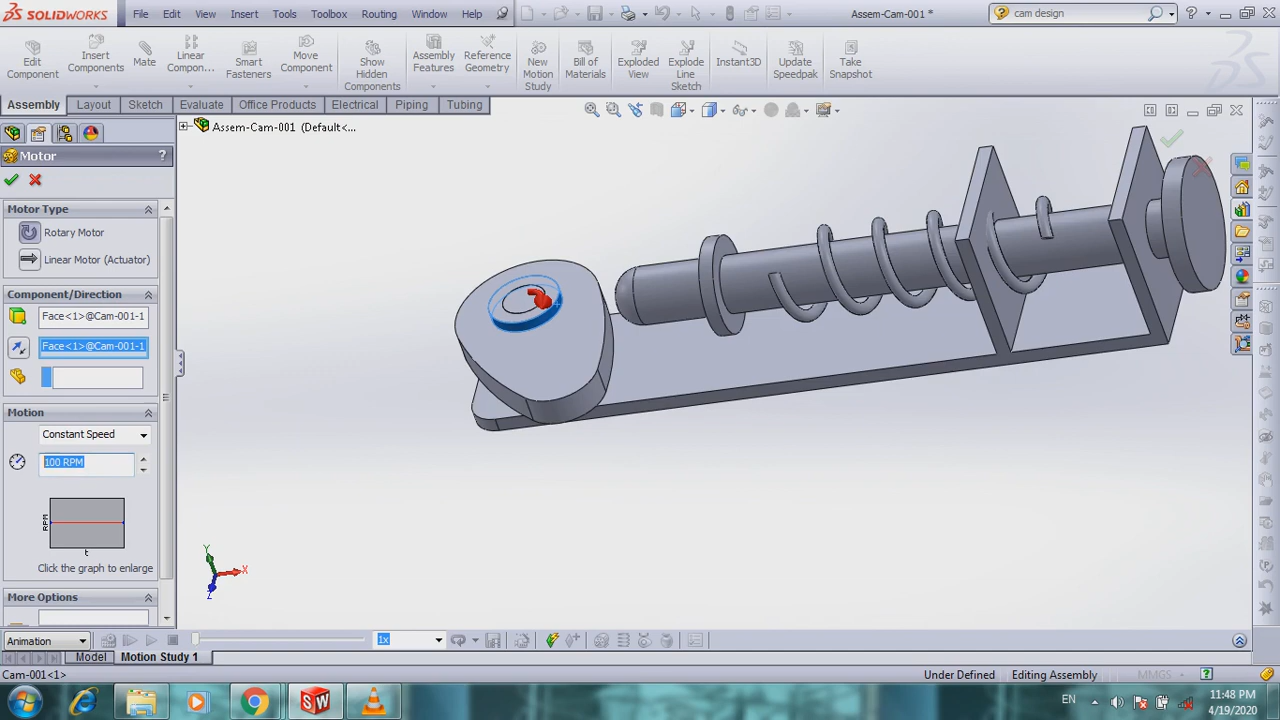 SOLIDWORKS File Edit View Insert Tools Toolbox Routing Window Help Assem-Cam-001 * cam design
Edit Component
Insert Components
Mate
Linear Compon...
Smart Fasteners
Move Component
Show Hidden Components
Assembly Features
Reference Geometry
New Motion Study
Bill of Materials
Exploded View
Explode Line Sketch
Instant3D
Update Speedpak
Take Snapshot
Assembly Layout Sketch Evaluate Office Products Electrical Piping Tubing
Assem-Cam-001 (Default<...
Motor ?
Motor Type
Rotary Motor
Linear Motor (Actuator)
Component/Direction
Face<1>@Cam-001-1
Face<1>@Cam-001-1
Motion
Constant Speed
100 RPM
RPM
t
Click the graph to enlarge
More Options
Y
X
Z
Animation 1x
Model Motion Study 1
Cam-001<1> Under Defined Editing Assembly MMGS ?
EN 11:48 PM
4/19/2020